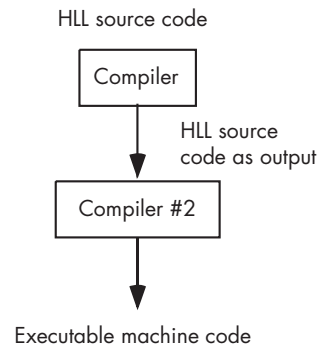 HLL source code
Compiler
HLL source
code as output
Compiler #2
Executable machine code